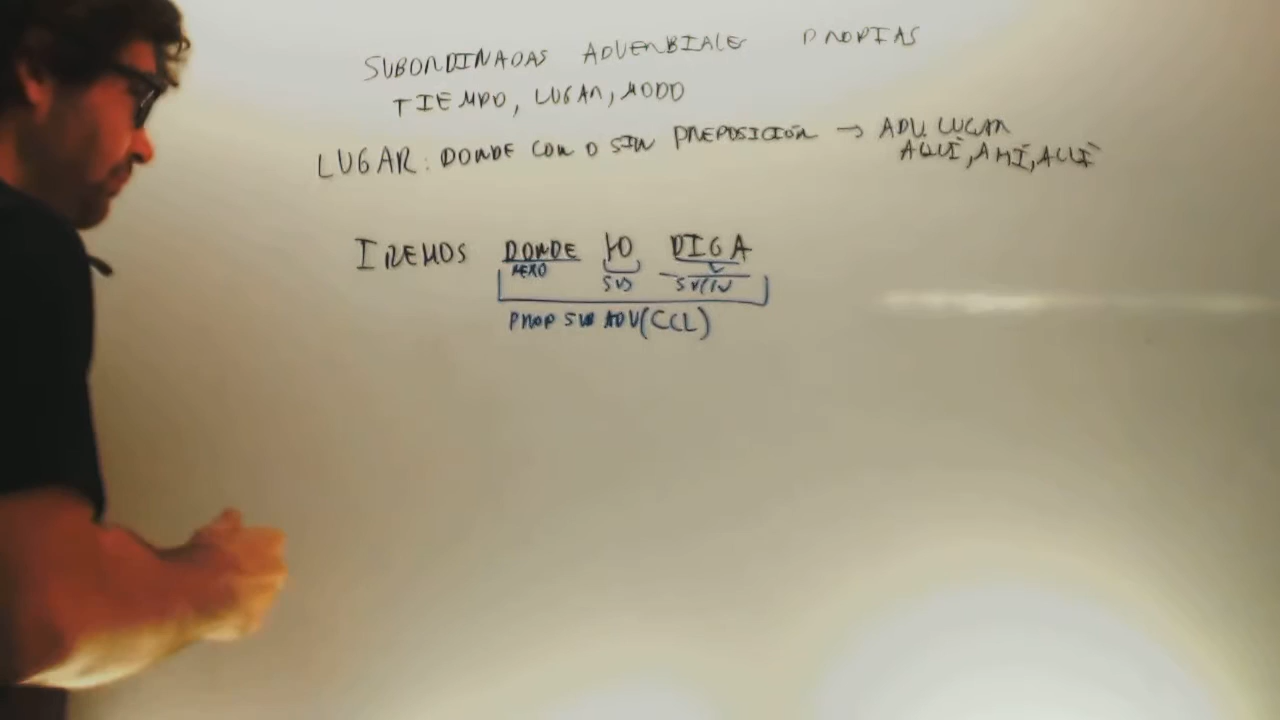 SUBORDINADAS ADVERBIALES PROPIAS
TIEMPO, LUGAR, MODO
LUGAR: DONDE CON O SIN PREPOSICIÓN → ADV. LUGAR
AQUÍ, AHÍ, ALLÍ
IREMOS DONDE YO DIGA
NEXO SUJ SV/PV
PROP SUB ADV (CCL)